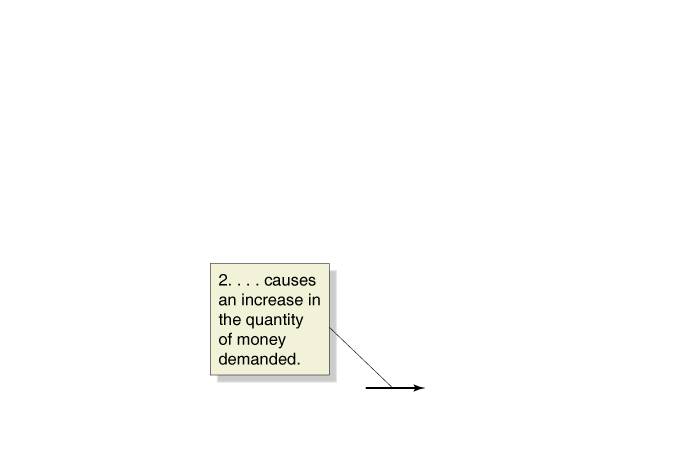 2. . . . causes
an increase in
the quantity
of money
demanded.